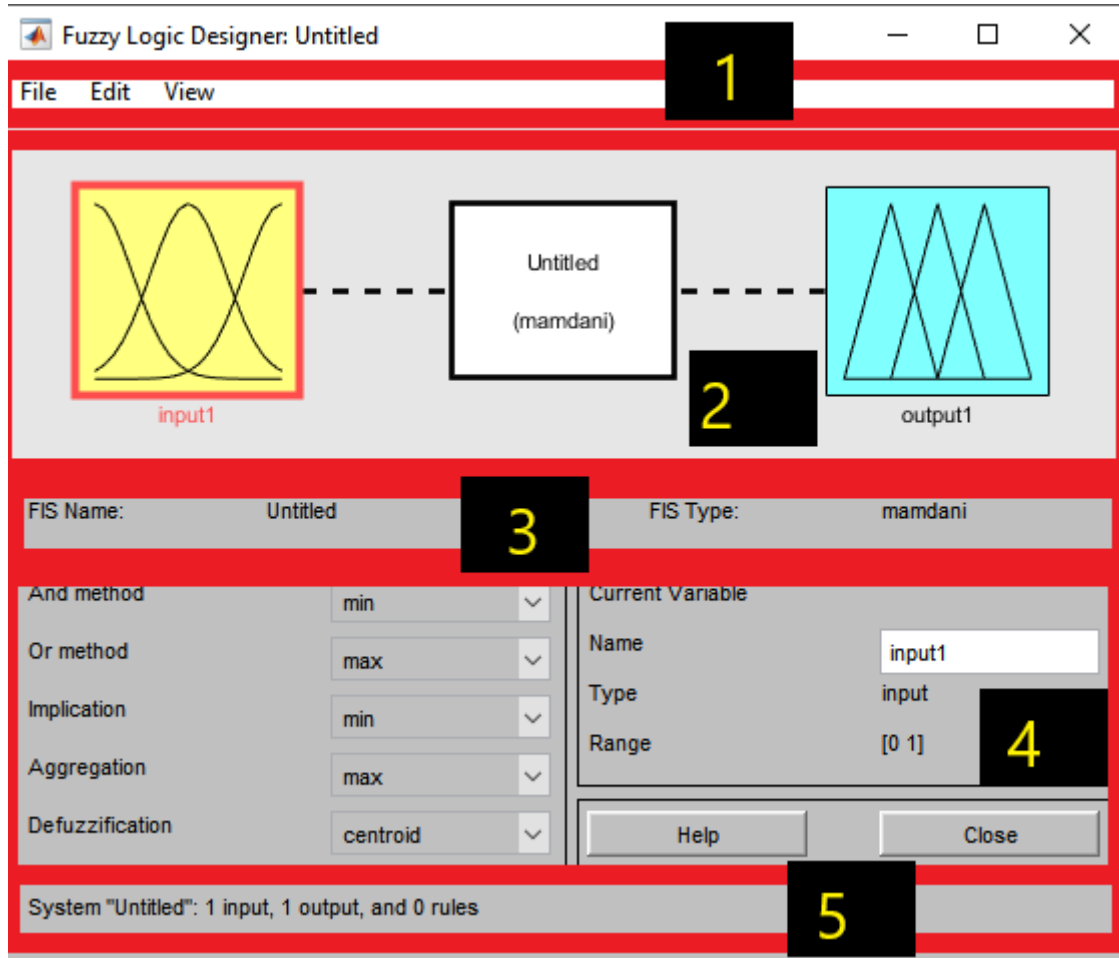 Fuzzy Logic Designer: Untitled
1
File Edit View
Untitled
(mamdani)
2
input1
output1
FIS Name: Untitled
3
FIS Type: mamdani
And method min
Or method max
Implication min
Aggregation max
Defuzzification centroid
Current Variable
Name input1
Type input
Range [0 1]
4
Help Close
System "Untitled": 1 input, 1 output, and 0 rules
5